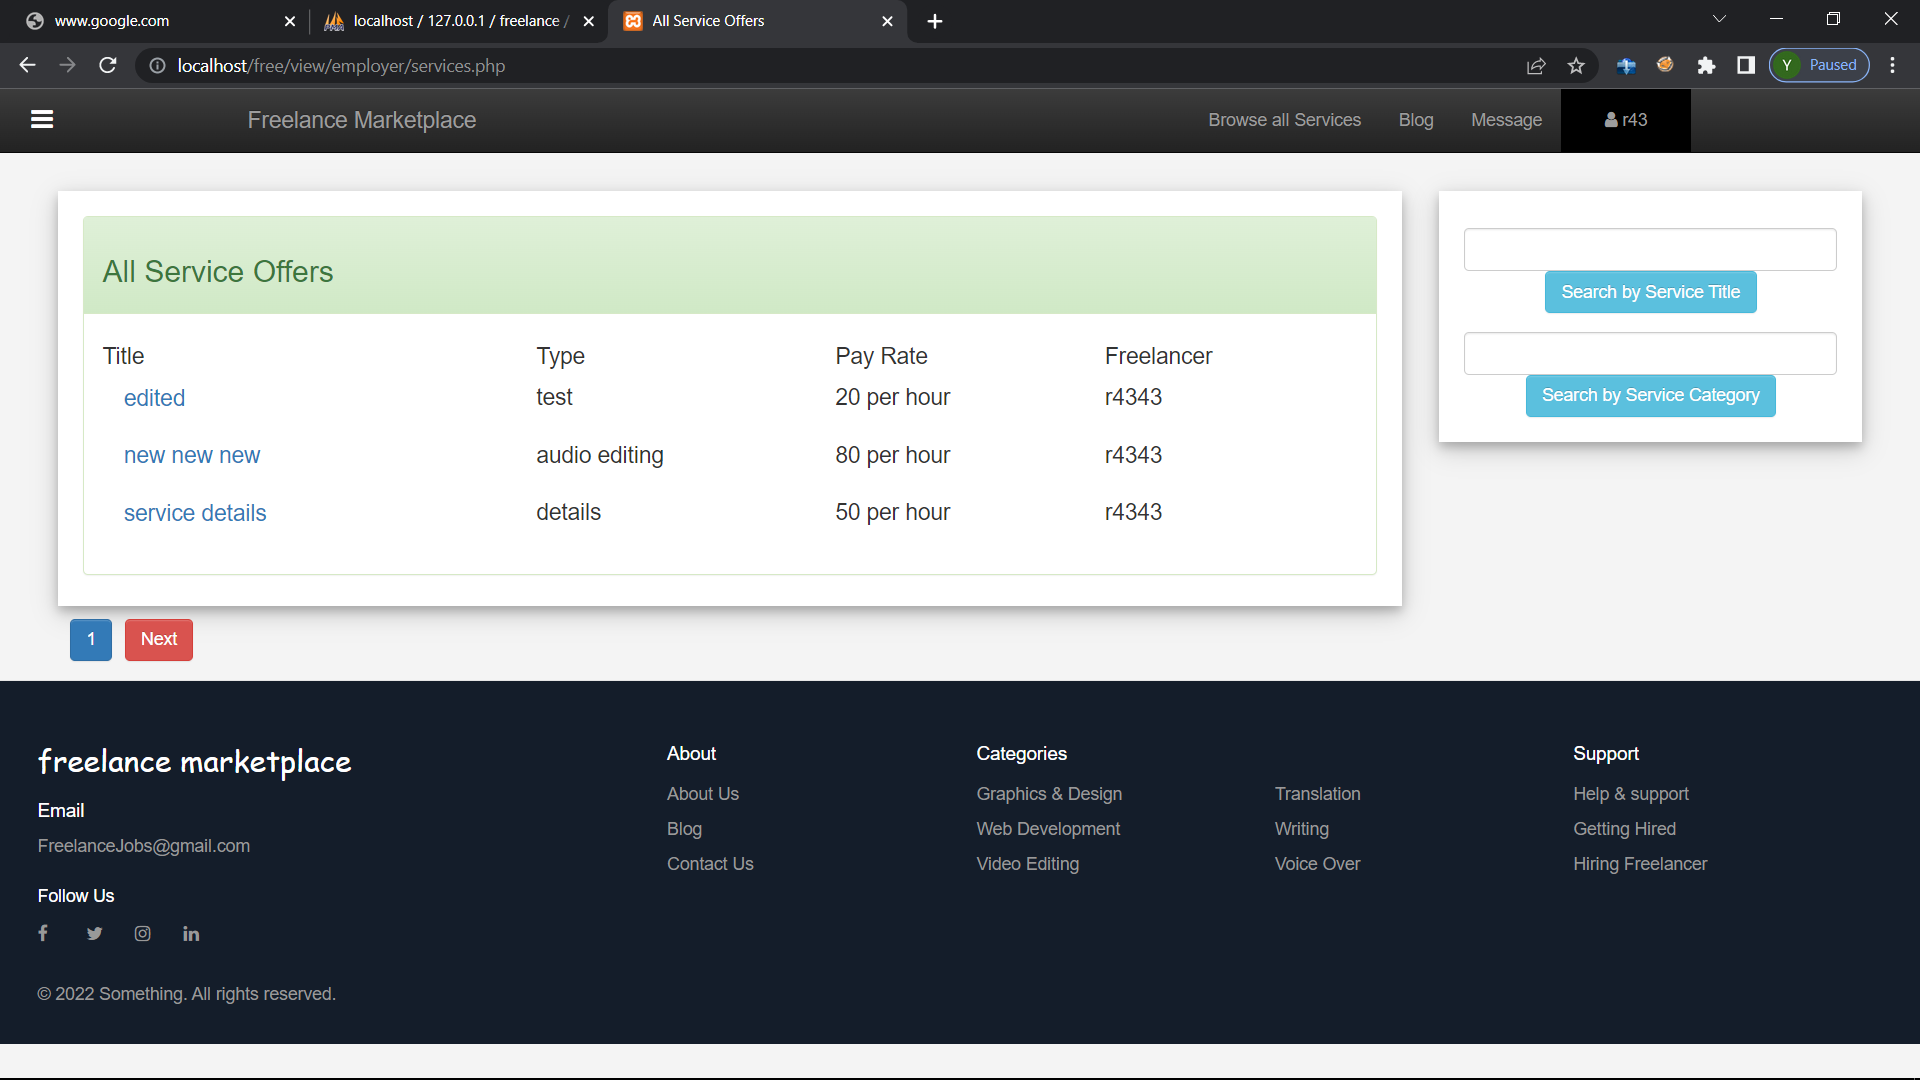 www.google.com
localhost / 127.0.0.1 / freelance /
All Service Offers
localhost/free/view/employer/services.php
Y Paused
Freelance Marketplace
Browse all Services
Blog
Message
r43
All Service Offers
Title Type Pay Rate Freelancer
edited test 20 per hour r4343
new new new audio editing 80 per hour r4343
service details details 50 per hour r4343
Search by Service Title
Search by Service Category
1 Next
freelance marketplace
Email
FreelanceJobs@gmail.com
Follow Us
© 2022 Something. All rights reserved.
About
About Us
Blog
Contact Us
Categories
Graphics & Design
Web Development
Video Editing
Translation
Writing
Voice Over
Support
Help & support
Getting Hired
Hiring Freelancer